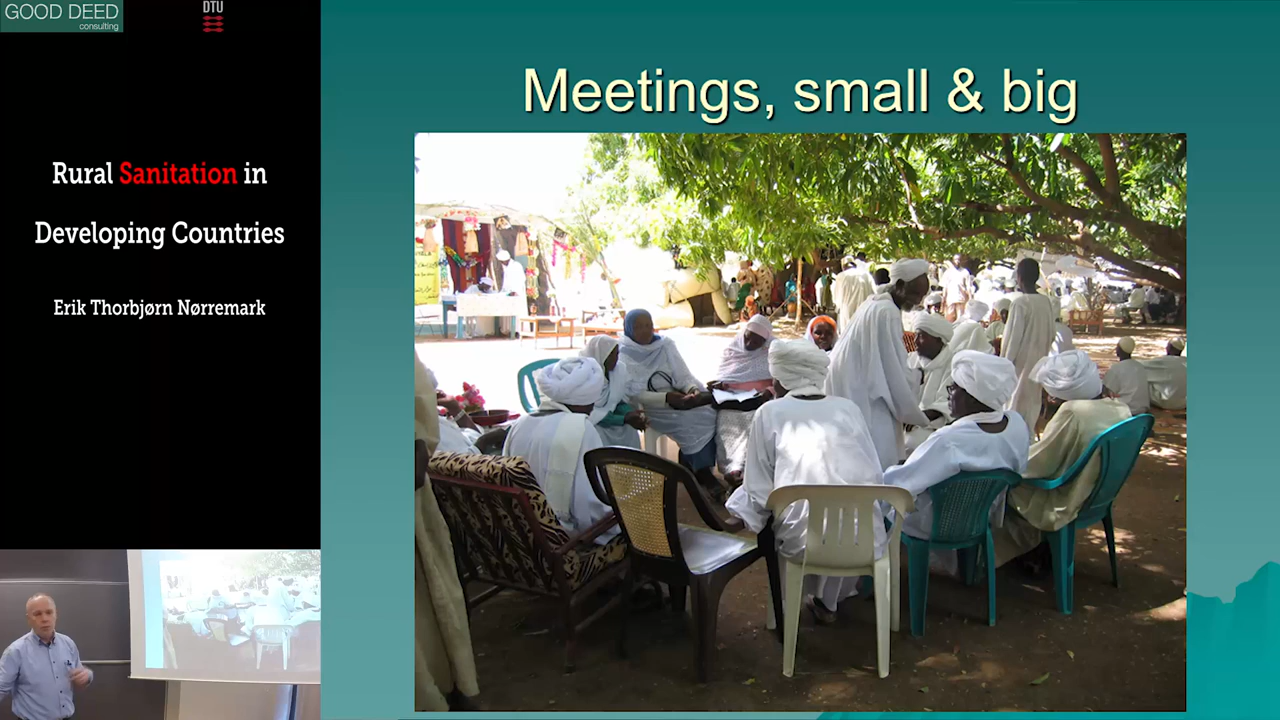 GOOD DEED
consulting
DTU
Rural Sanitation in
Developing Countries
Erik Thorbjørn Nørremark
Meetings, small & big